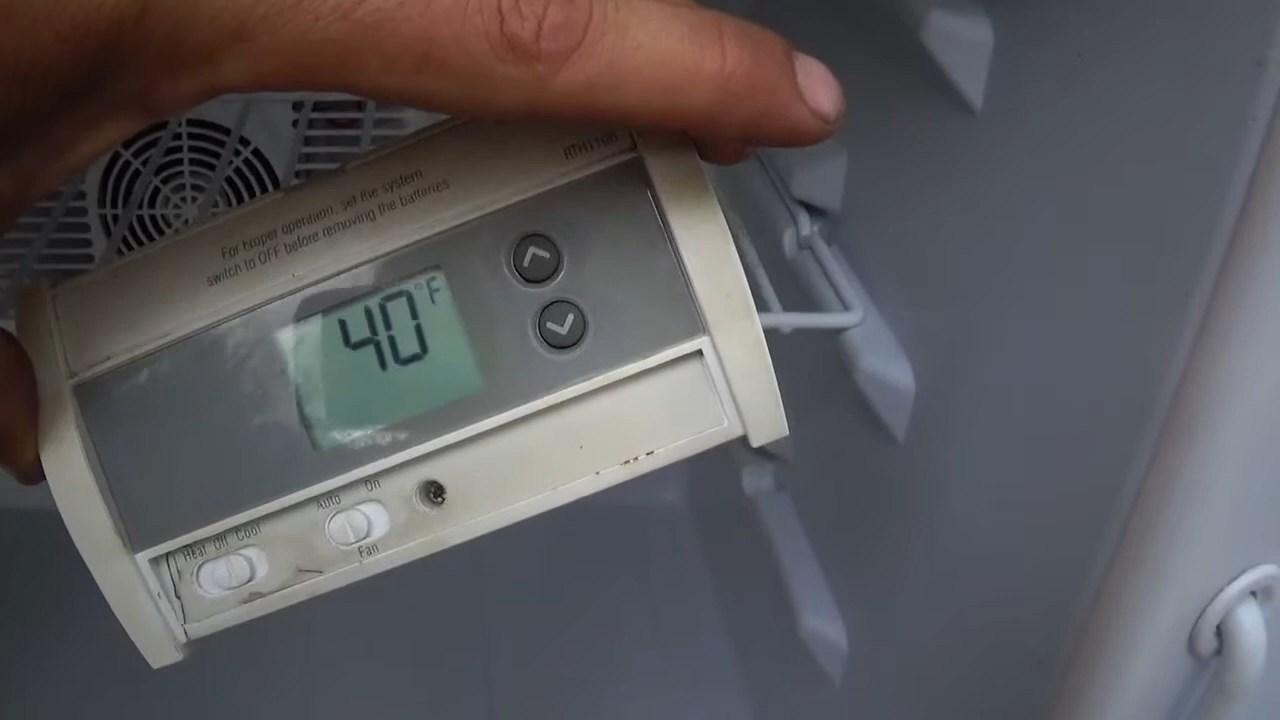 For proper operation, set the system
switch to OFF before removing the batteries
40°F
Auto On
Fan
Heat Off Cool